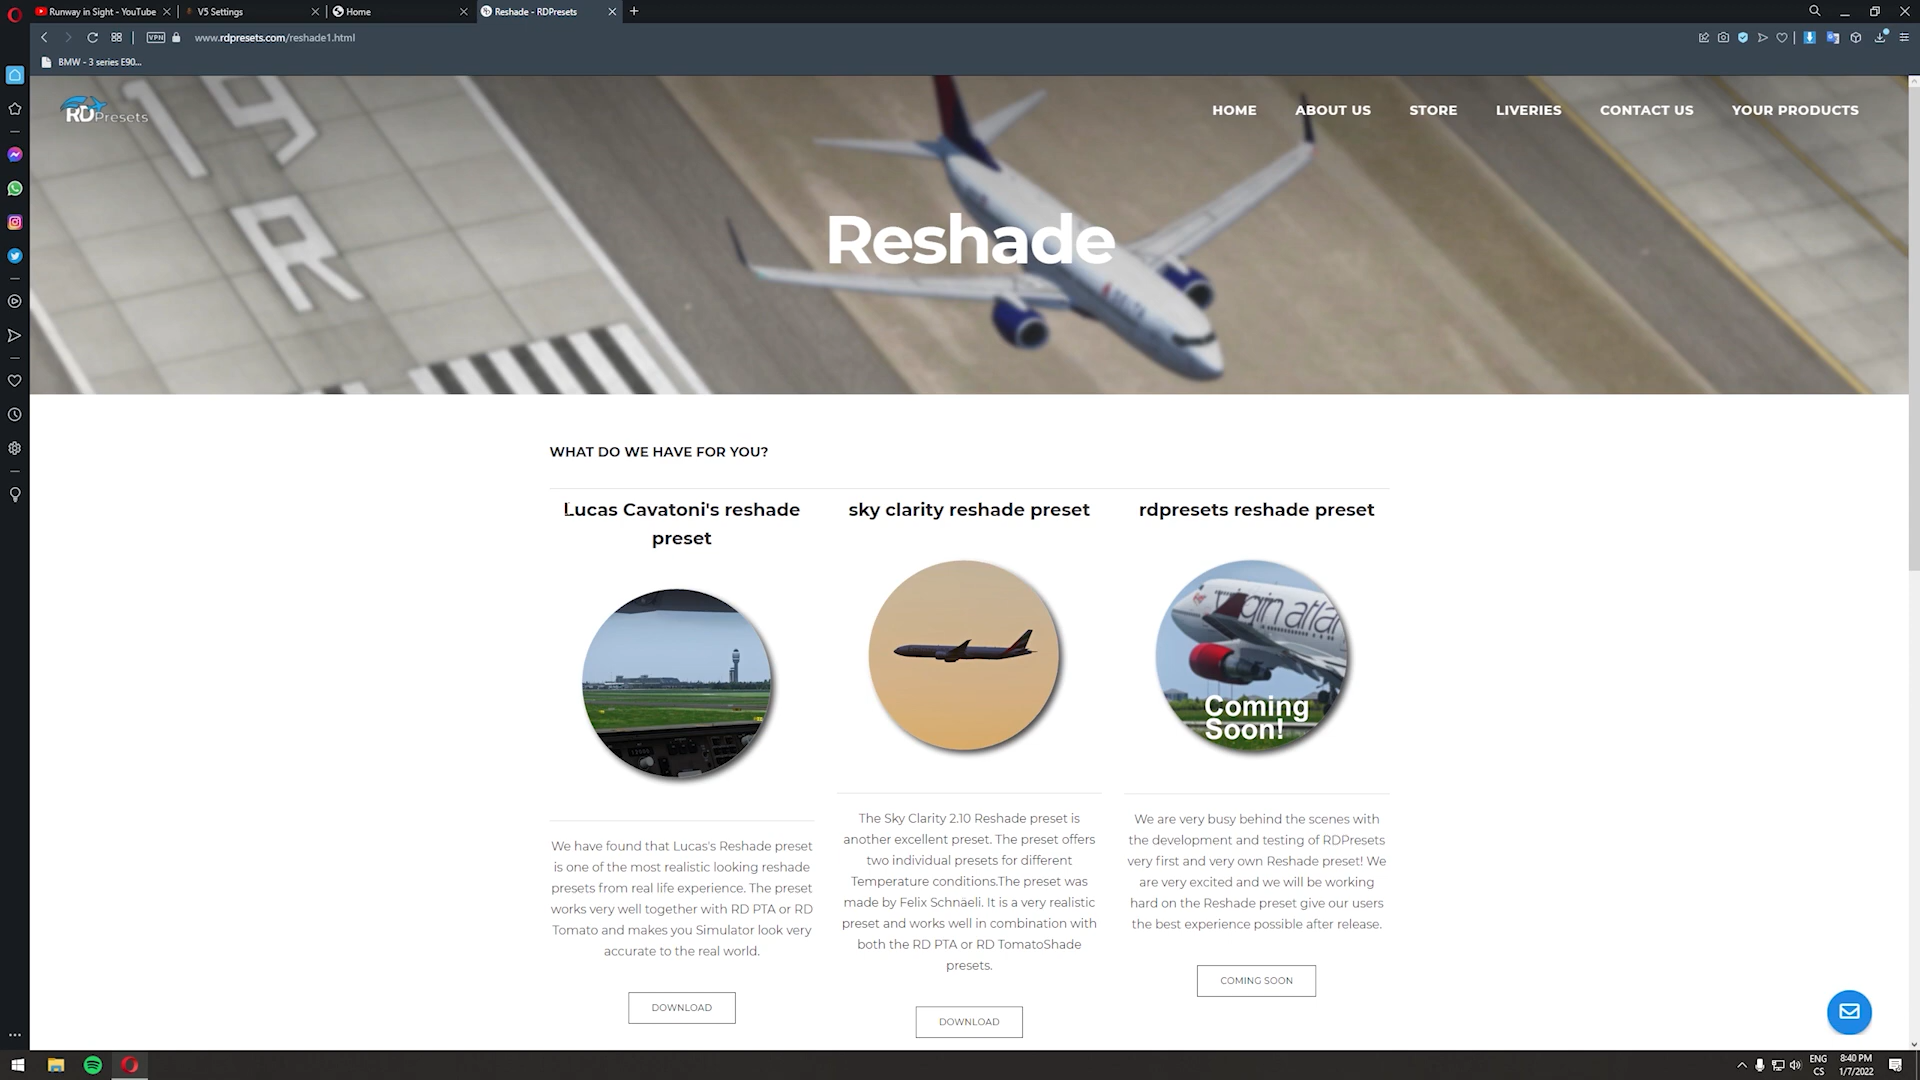 Runway in Sight - YouTube
V5 Settings
Home
Reshade - RDPresets
VPN
www.rdpresets.com/reshade1.html
BMW - 3 series E90...
RDPresets
HOME
ABOUT US
STORE
LIVERIES
CONTACT US
YOUR PRODUCTS
19
R
Reshade
WHAT DO WE HAVE FOR YOU?
Lucas Cavatoni's reshade
preset
We have found that Lucas's Reshade preset
is one of the most realistic looking reshade
presets from real life experience. The preset
works very well together with RD PTA or RD
Tomato and makes you Simulator look very
accurate to the real world.
DOWNLOAD
sky clarity reshade preset
The Sky Clarity 2.10 Reshade preset is
another excellent preset. The preset offers
two individual presets for different
Temperature conditions.The preset was
made by Felix Schnaeli. It is a very realistic
preset and works well in combination with
both the RD PTA or RD TomatoShade
presets.
DOWNLOAD
rdpresets reshade preset
virgin atlan
Coming
Soon!
We are very busy behind the scenes with
the development and testing of RDPresets
very first and very own Reshade preset! We
are very excited and we will be working
hard on the Reshade preset give our users
the best experience possible after release.
COMING SOON
ENG
CS
8:40 PM
1/7/2022